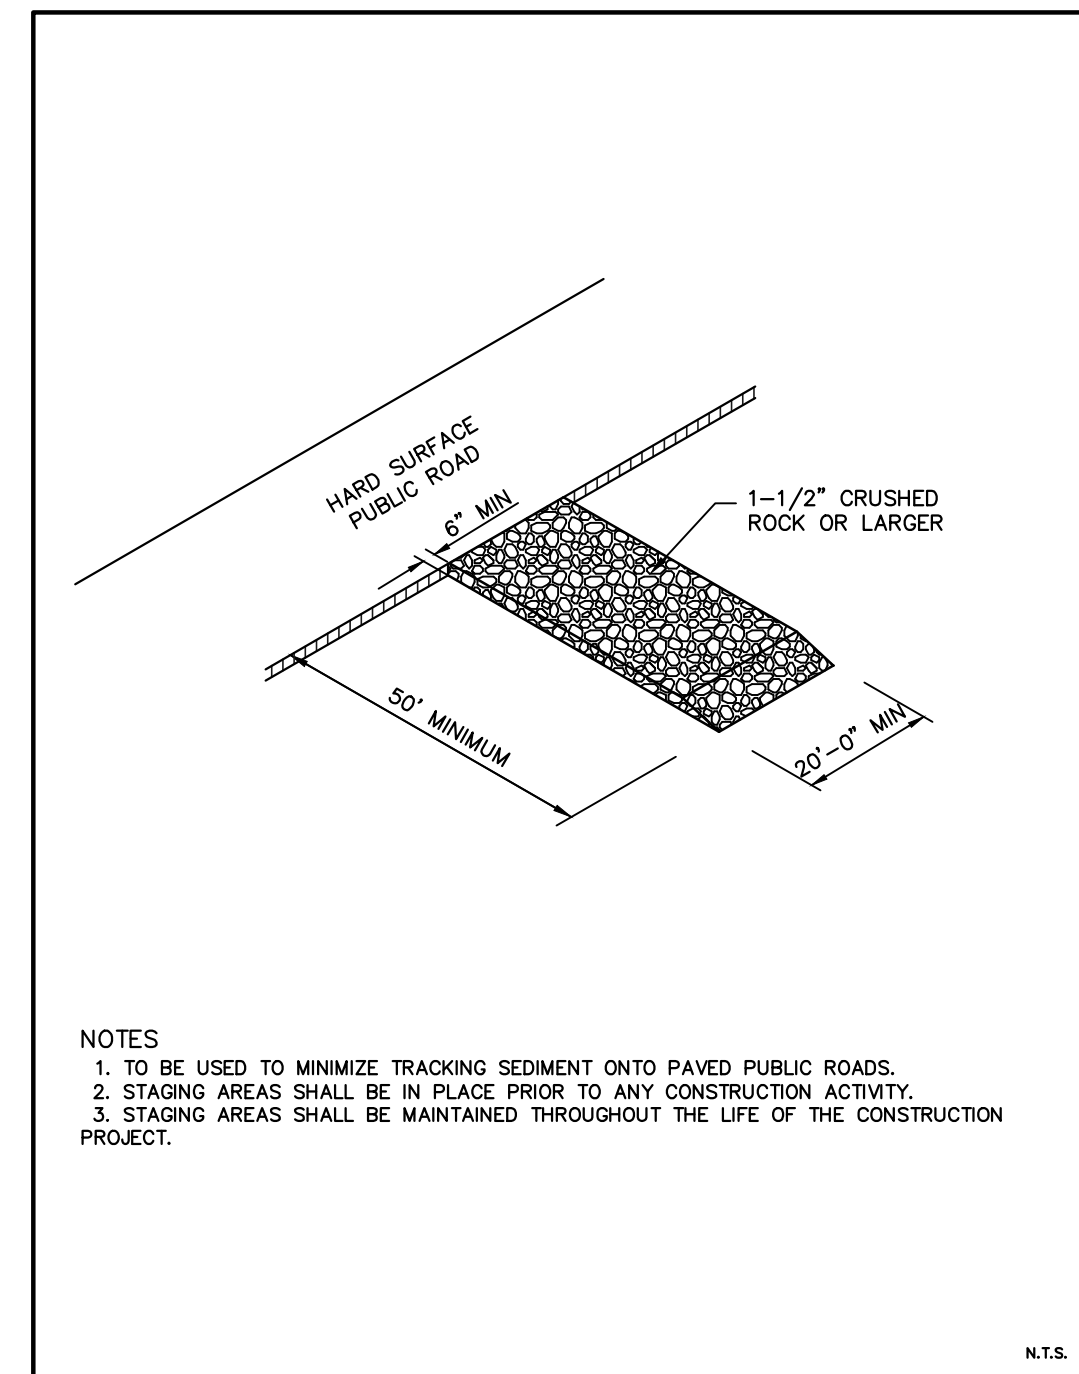 HARD SURFACE
PUBLIC ROAD
6" MIN
1-1/2" CRUSHED
ROCK OR LARGER
50' MINIMUM
20'-0" MIN
NOTES
1. TO BE USED TO MINIMIZE TRACKING SEDIMENT ONTO PAVED PUBLIC ROADS.
2. STAGING AREAS SHALL BE IN PLACE PRIOR TO ANY CONSTRUCTION ACTIVITY.
3. STAGING AREAS SHALL BE MAINTAINED THROUGHOUT THE LIFE OF THE CONSTRUCTION
PROJECT.
N.T.S.